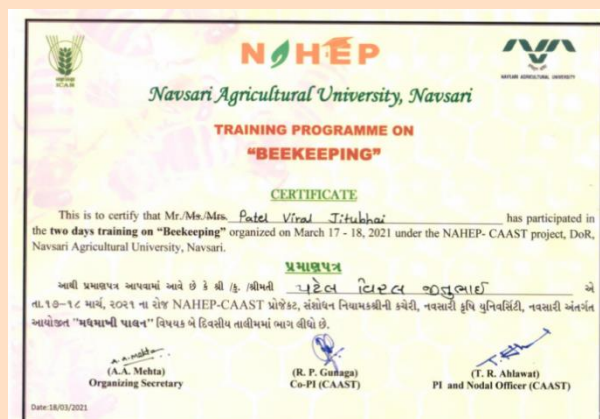 ICAR
NAHEP
NAVSARI AGRICULTURAL UNIVERSITY
Navsari Agricultural University, Navsari
TRAINING PROGRAMME ON
“BEEKEEPING”
CERTIFICATE
This is to certify that Mr./Ms./Mrs. Patel Viral Jitubhai has participated in
the two days training on “Beekeeping” organized on March 17 - 18, 2021 under the NAHEP- CAAST project, DoR,
Navsari Agricultural University, Navsari.
પ્રમાણપત્ર
આથી પ્રમાણપત્ર આપવામાં આવે છે કે શ્રી /કુ. /શ્રીમતી પટેલ વિરલ જીતુભાઈ એ
તા.૧૭-૧૮ માર્ચ, ૨૦૨૧ ના રોજ NAHEP-CAAST પ્રોજેક્ટ, સંશોધન નિયામકશ્રીની કચેરી, નવસારી કૃષિ યુનિવર્સિટી, નવસારી અંતર્ગત
આયોજીત “મધમાખી પાલન” વિષયક બે દિવસીય તાલીમમાં ભાગ લીધો છે.
a.a.mehta
(A.A. Mehta) (R. P. Gunaga) (T. R. Ahlawat)
Organizing Secretary Co-PI (CAAST) PI and Nodal Officer (CAAST)
Date:18/03/2021